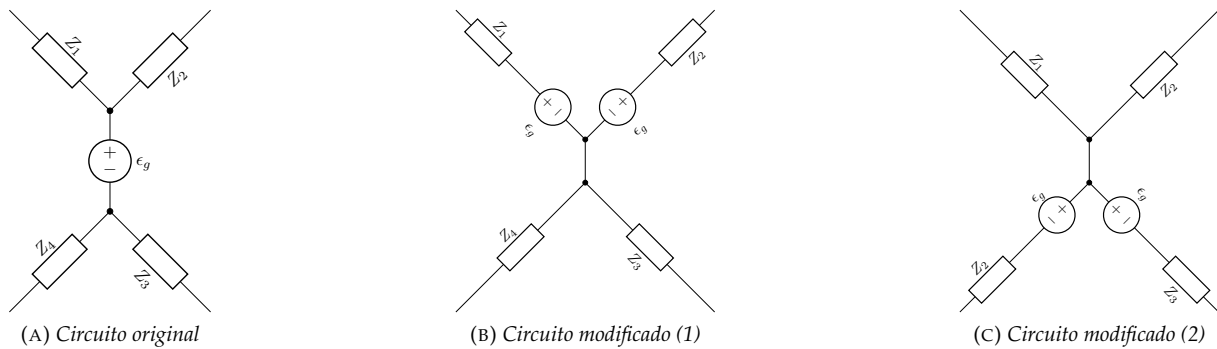 Z₁
Z₂
+
−
ϵg
Z₄
Z₃
(A) Circuito original
Z₁
Z₂
+
−
ϵg
−
+
ϵg
Z₄
Z₃
(B) Circuito modificado (1)
Z₁
Z₂
ϵg
+
−
ϵg
+
−
Z₂
Z₃
(C) Circuito modificado (2)